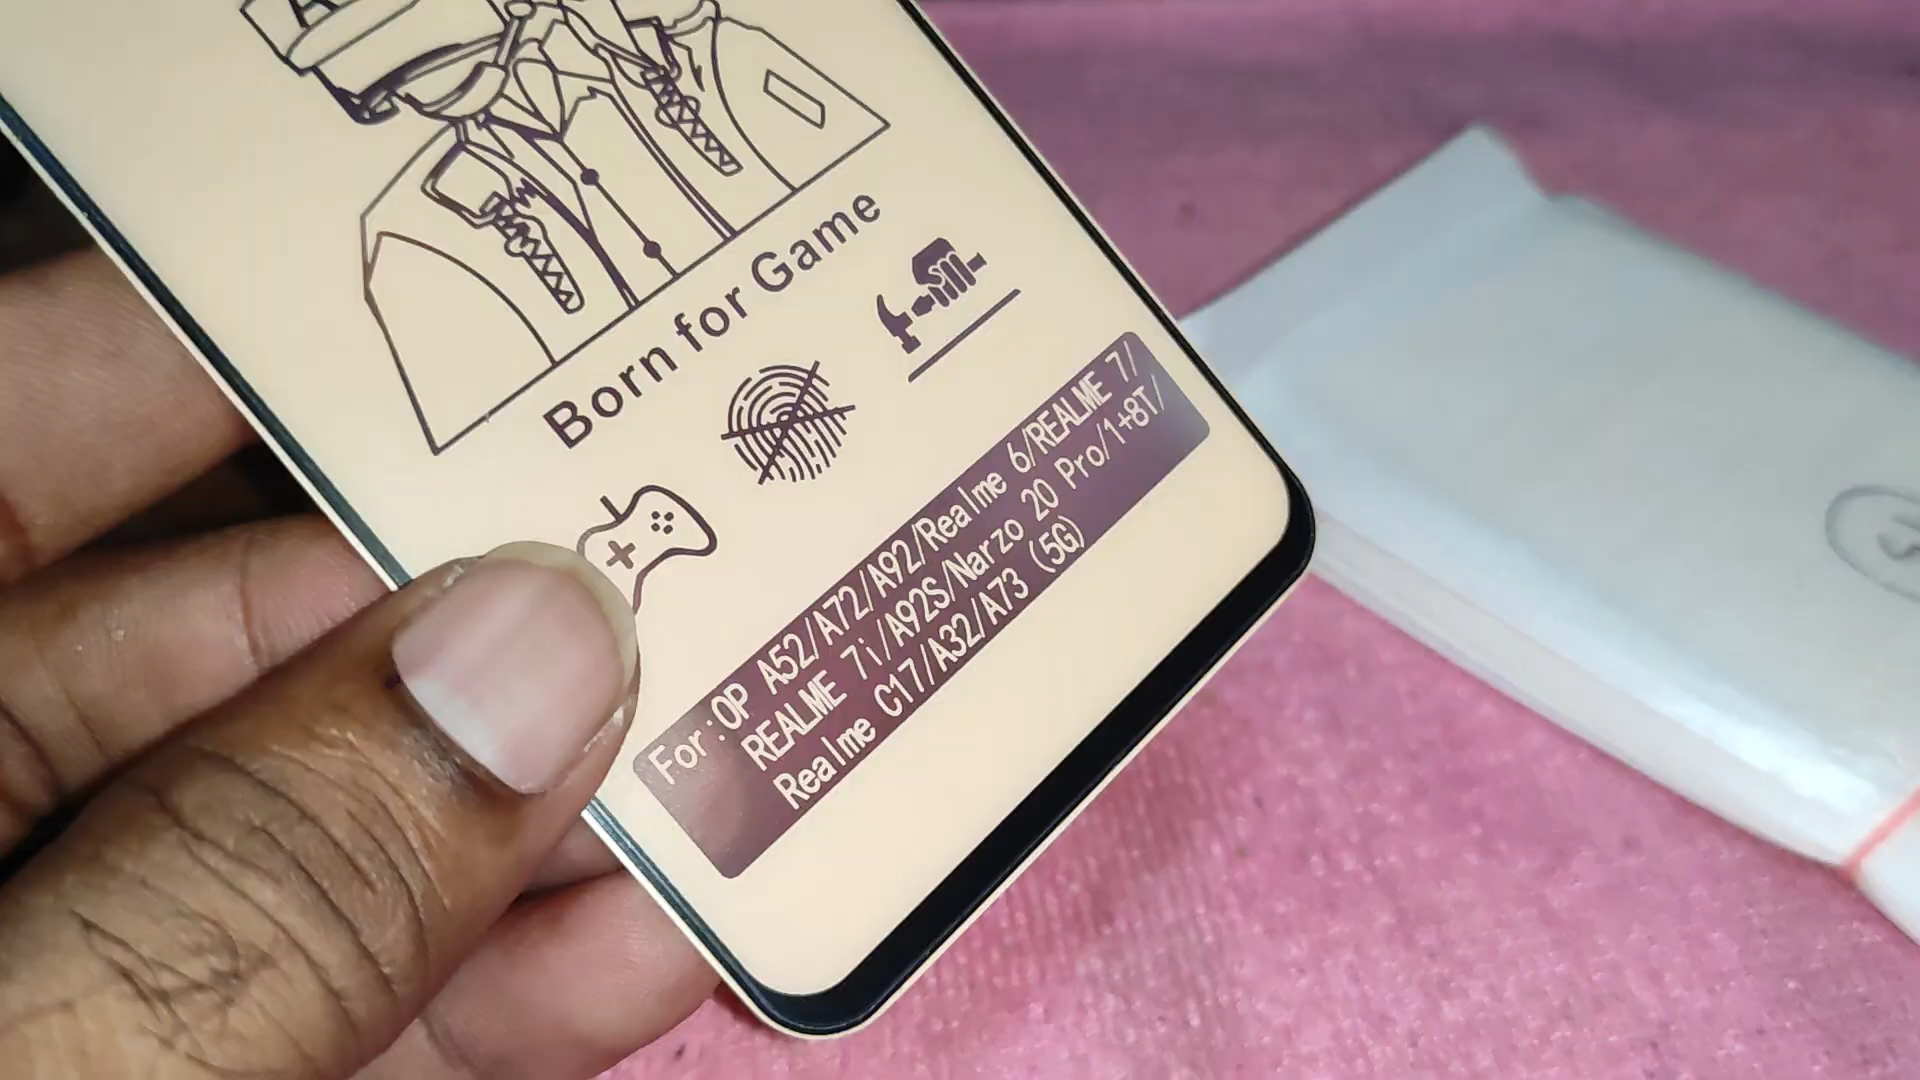 Born for Game
For:OP A52/A72/A92/Realme 6/REALME 7/
REALME 7i/A92S/Narzo 20 Pro/1+8T/
Realme C17/A32/A73 (5G)